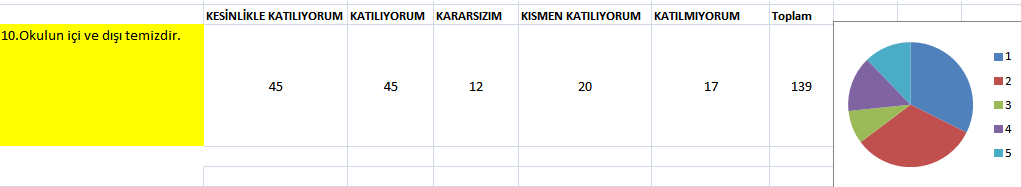 KESİNLİKLE KATILIYORUM KATILIYORUM KARARSIZIM KISMEN KATILIYORUM KATILMIYORUM Toplam
10.Okulun içi ve dışı temizdir.
45 45 12 20 17 139
1
2
3
4
5